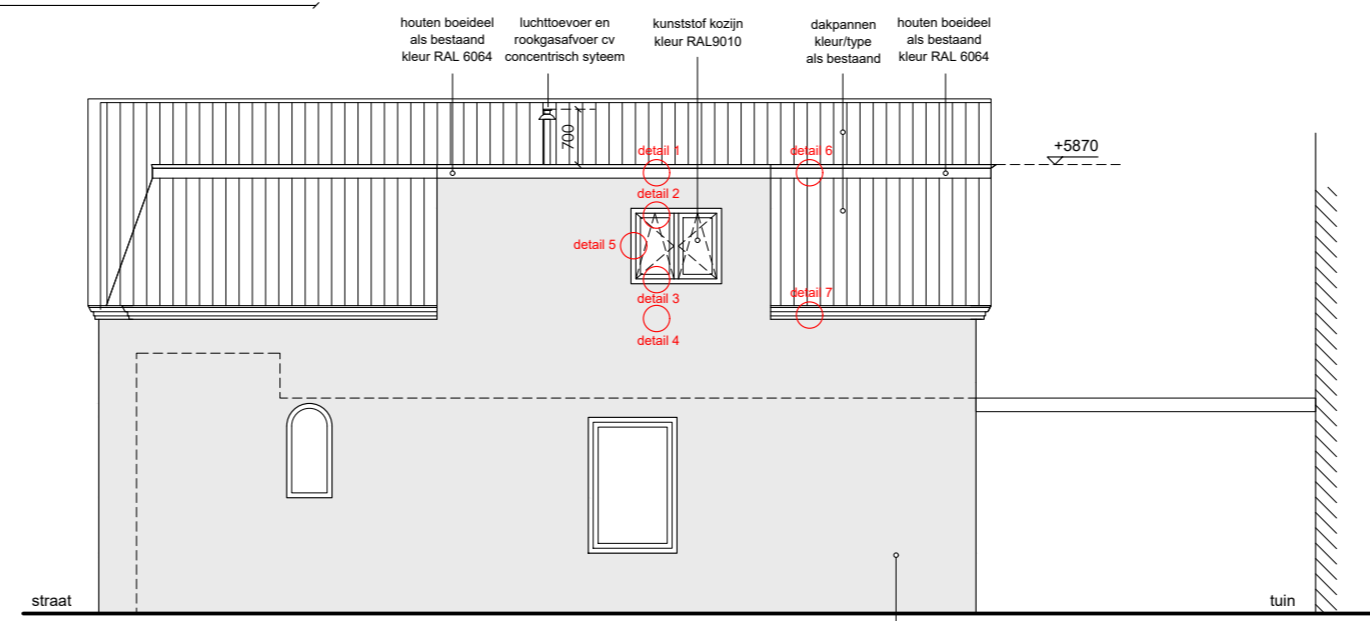 houten boeideel
als bestaand
kleur RAL 6064
luchttoevoer en
rookgasafvoer cv
concentrisch syteem
kunststof kozijn
kleur RAL9010
dakpannen
kleur/type
als bestaand
houten boeideel
als bestaand
kleur RAL 6064
700
+5870
detail 1
detail 6
detail 2
detail 5
detail 3
detail 7
detail 4
straat
tuin